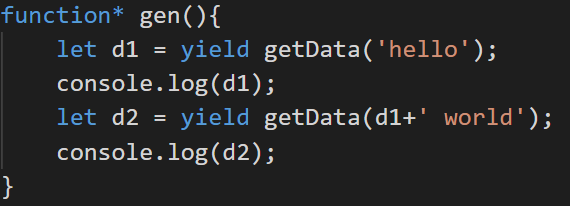 function* gen(){
    let d1 = yield getData('hello');
    console.log(d1);
    let d2 = yield getData(d1+' world');
    console.log(d2);
}